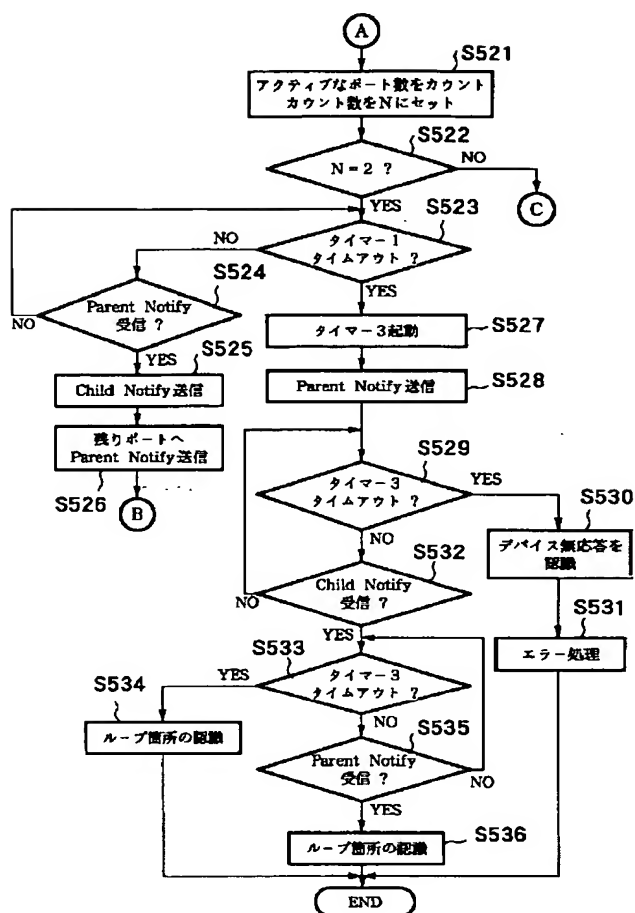 A
S521
アクティブなポート数をカウント
カウント数をNにセット
S522
N=2 ?
NO
C
YES
S523
タイマー1
タイムアウト ?
NO
YES
S524
Parent Notify
受信 ?
NO
YES
S525
Child Notify送信
残りポートへ
Parent Notify送信
S526
B
タイマー3起動
S527
Parent Notify送信
S528
S529
タイマー3
タイムアウト ?
YES
NO
S530
デバイス無応答を
認識
S531
エラー処理
S532
Child Notify
受信 ?
NO
YES
S533
タイマー3
タイムアウト ?
YES
NO
S534
ループ箇所の認識
S535
Parent Notify
受信 ?
NO
YES
ループ箇所の認識
S536
END